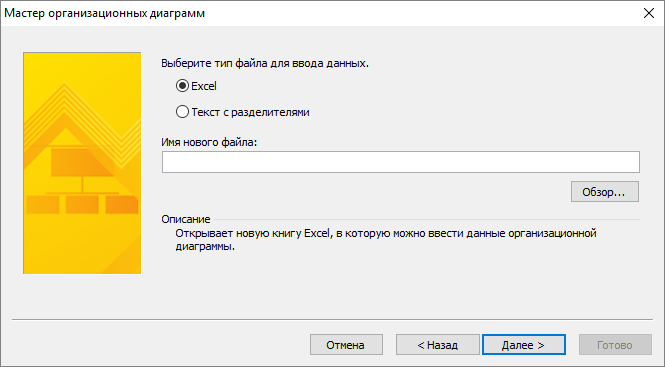 Мастер организационных диаграмм
Выберите тип файла для ввода данных.
Excel
Текст с разделителями
Имя нового файла:
Обзор...
Описание
Открывает новую книгу Excel, в которую можно ввести данные организационной
диаграммы.
Отмена
< Назад
Далее >
Готово